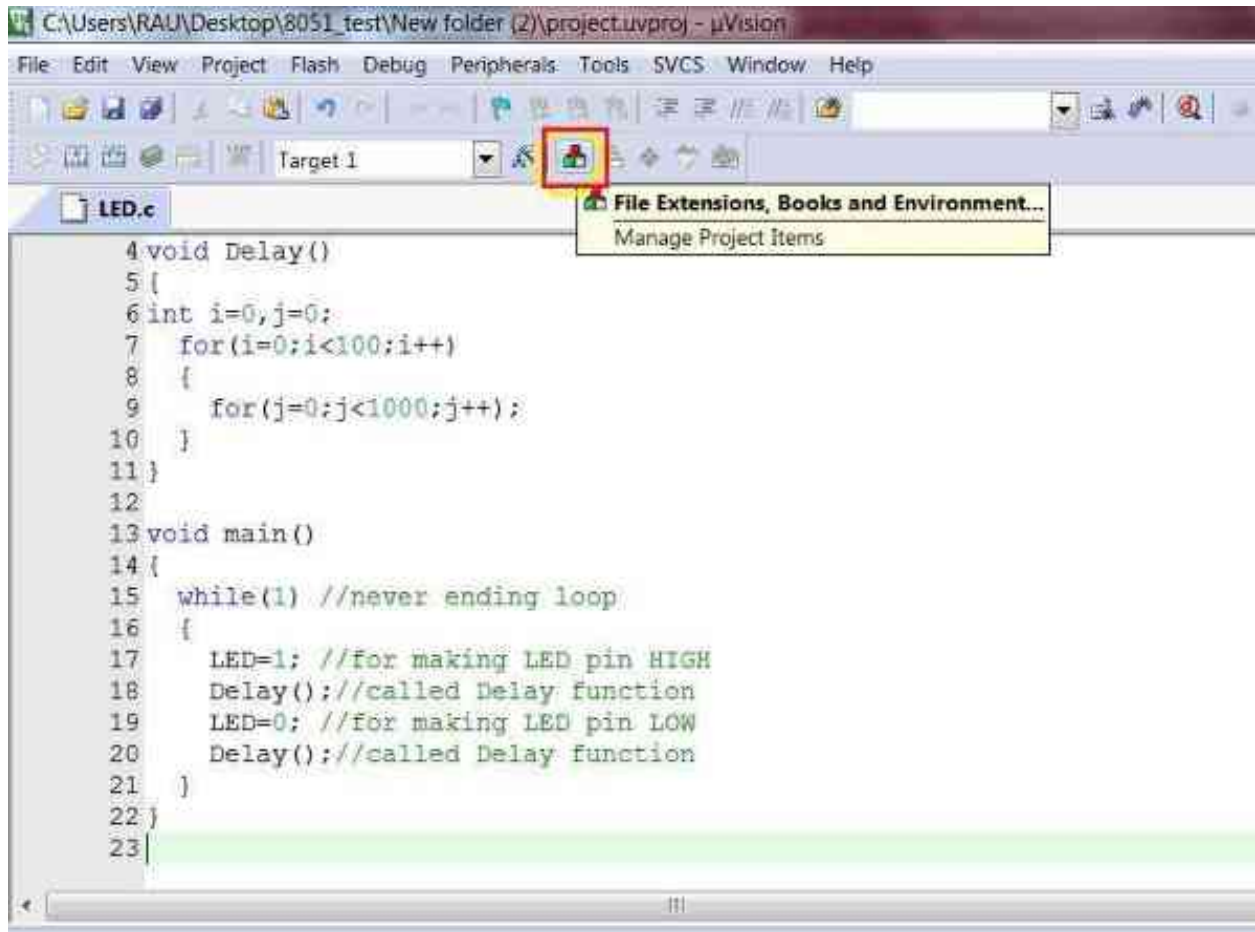 C:\Users\RAU\Desktop\8051_test\New folder (2)\project.uvproj - µVision
File Edit View Project Flash Debug Peripherals Tools SVCS Window Help
Target 1
LED.c
File Extensions, Books and Environment...
Manage Project Items
4 void Delay()
5 {
6 int i=0,j=0;
7 for(i=0;i<100;i++)
8 {
9 for(j=0;j<1000;j++);
10 }
11 }
12
13 void main()
14 {
15 while(1) //never ending loop
16 {
17 LED=1; //for making LED pin HIGH
18 Delay();//called Delay function
19 LED=0; //for making LED pin LOW
20 Delay();//called Delay function
21 }
22 }
23